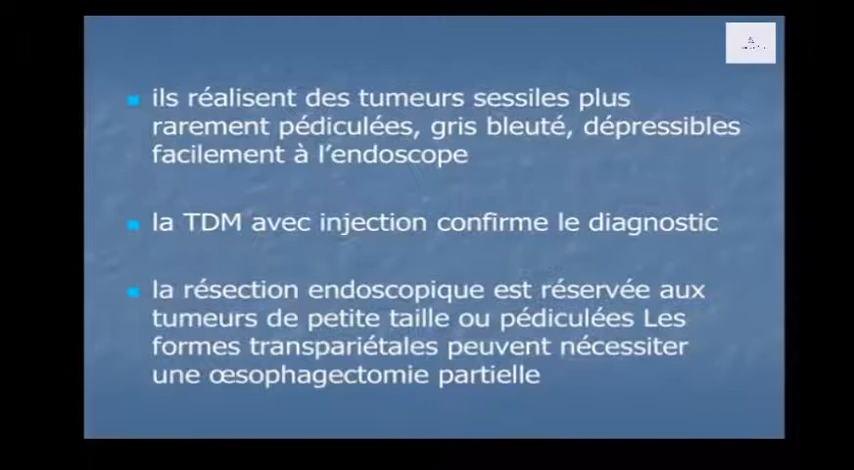 ils réalisent des tumeurs sessiles plus
rarement pédiculées, gris bleuté, dépressibles
facilement à l'endoscope
la TDM avec injection confirme le diagnostic
la résection endoscopique est réservée aux
tumeurs de petite taille ou pédiculées Les
formes transpariétales peuvent nécessiter
une œsophagectomie partielle